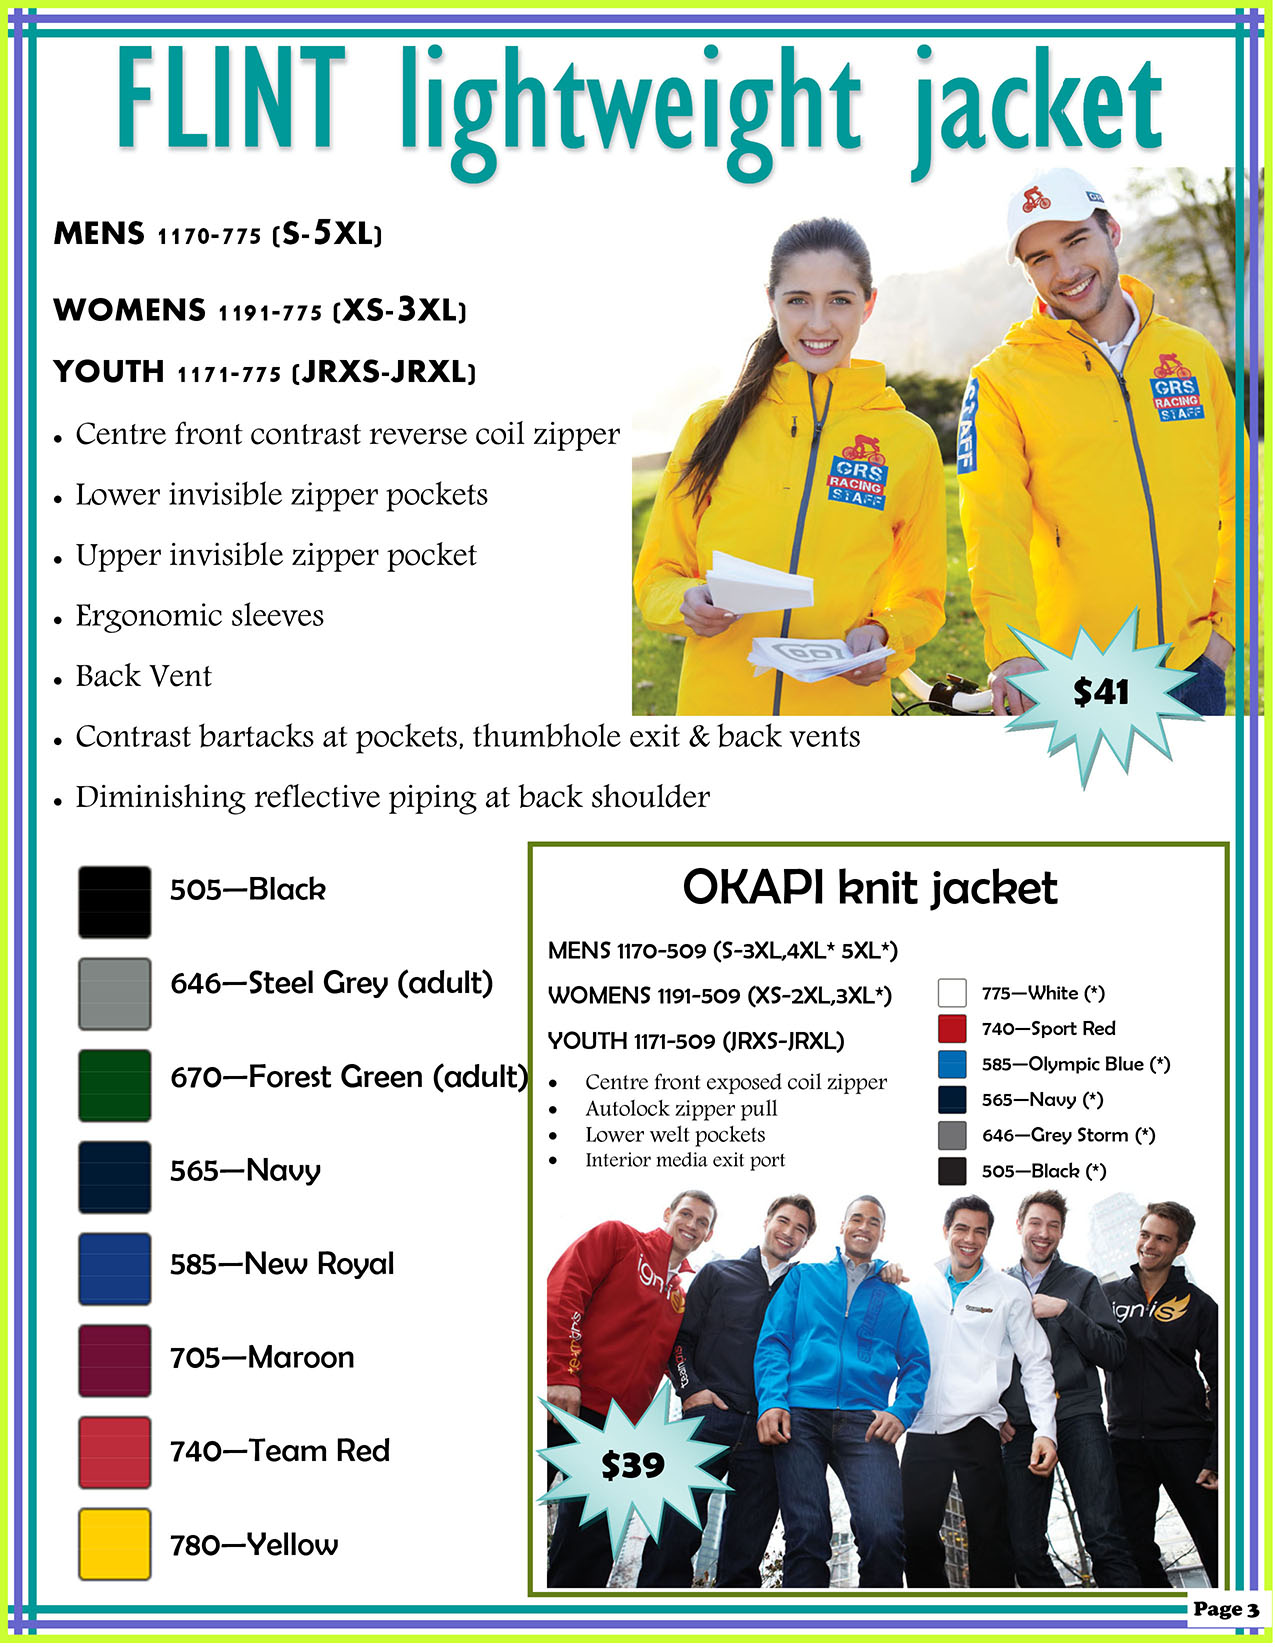 FLINT lightweight jacket
MENS 1170-775 (S-5XL)
WOMENS 1191-775 (XS-3XL)
YOUTH 1171-775 (JRXS-JRXL)
• Centre front contrast reverse coil zipper
• Lower invisible zipper pockets
• Upper invisible zipper pocket
• Ergonomic sleeves
• Back Vent
• Contrast bartacks at pockets, thumbhole exit & back vents
• Diminishing reflective piping at back shoulder
GRS
RACING
STAFF
GRS
STAFF
GRS
RACING
STAFF
$41
505—Black
646—Steel Grey (adult)
670—Forest Green (adult)
565—Navy
585—New Royal
705—Maroon
740—Team Red
780—Yellow
OKAPI knit jacket
MENS 1170-509 (S-3XL,4XL* 5XL*)
WOMENS 1191-509 (XS-2XL,3XL*)
YOUTH 1171-509 (JRXS-JRXL)
• Centre front exposed coil zipper
• Autolock zipper pull
• Lower welt pockets
• Interior media exit port
775—White (*)
740—Sport Red
585—Olympic Blue (*)
565—Navy (*)
646—Grey Storm (*)
505—Black (*)
ignis
teamignis
teamignis
teamignis
ignis
$39
Page 3